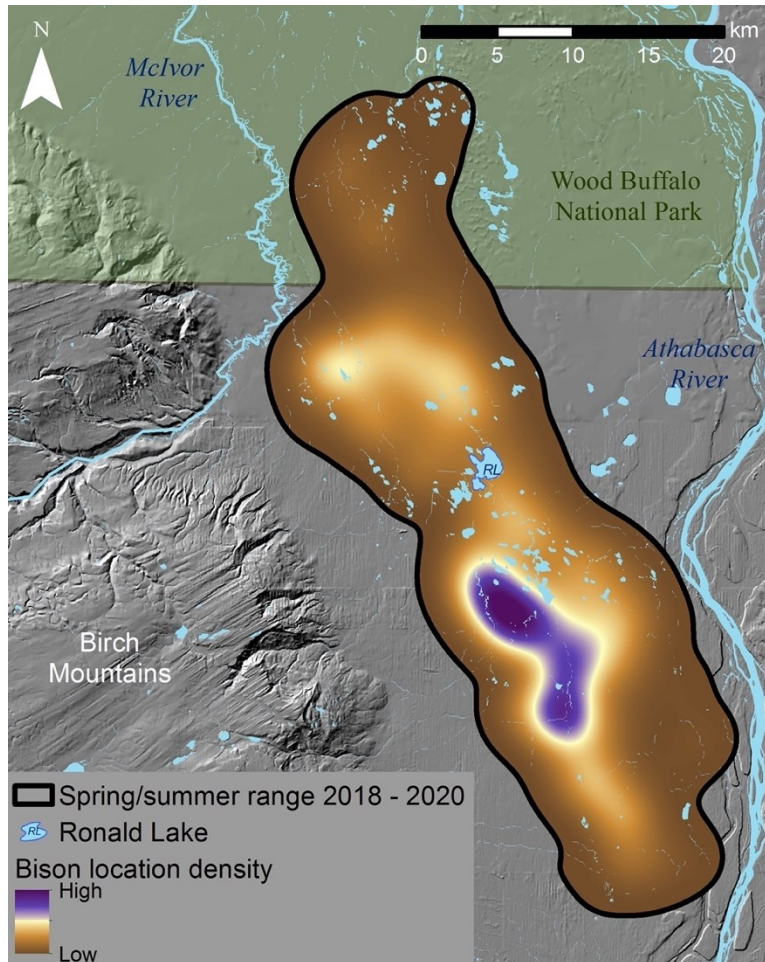 N
km
0 5 10 20
McIvor
River
Wood Buffalo
National Park
Athabasca
River
RL
Birch
Mountains
Spring/summer range 2018 - 2020
RL
Ronald Lake
Bison location density
High
Low